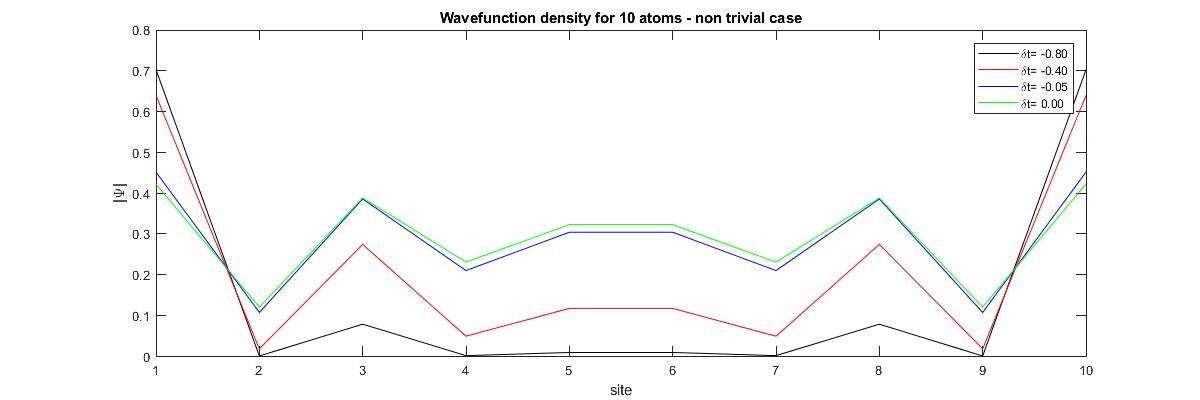 Wavefunction density for 10 atoms - non trivial case
0.8
0.7
0.6
0.5
0.4
0.3
0.2
0.1
0
|Ψ|
δt= -0.80
δt= -0.40
δt= -0.05
δt= 0.00
1 2 3 4 5 6 7 8 9 10
site